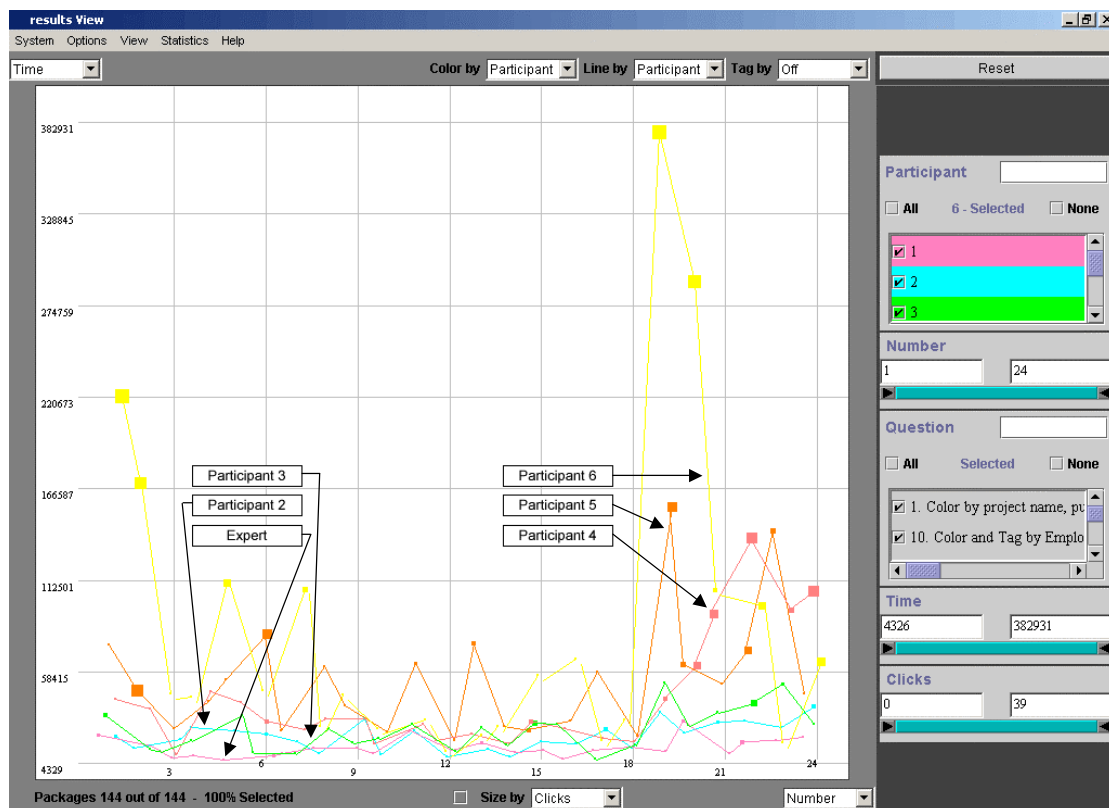 results View
System Options View Statistics Help
Time
Color by Participant Line by Participant Tag by Off
Reset
382931
328845
274759
220673
166587
112501
58415
4329
3 6 9 12 15 18 21 24
Participant 3
Participant 2
Expert
Participant 6
Participant 5
Participant 4
Participant
All 6 - Selected None
1
2
3
Number
1 24
Question
All Selected None
1. Color by project name, pu
10. Color and Tag by Emplo
Time
4326 382931
Clicks
0 39
Packages 144 out of 144 - 100% Selected
Size by Clicks
Number